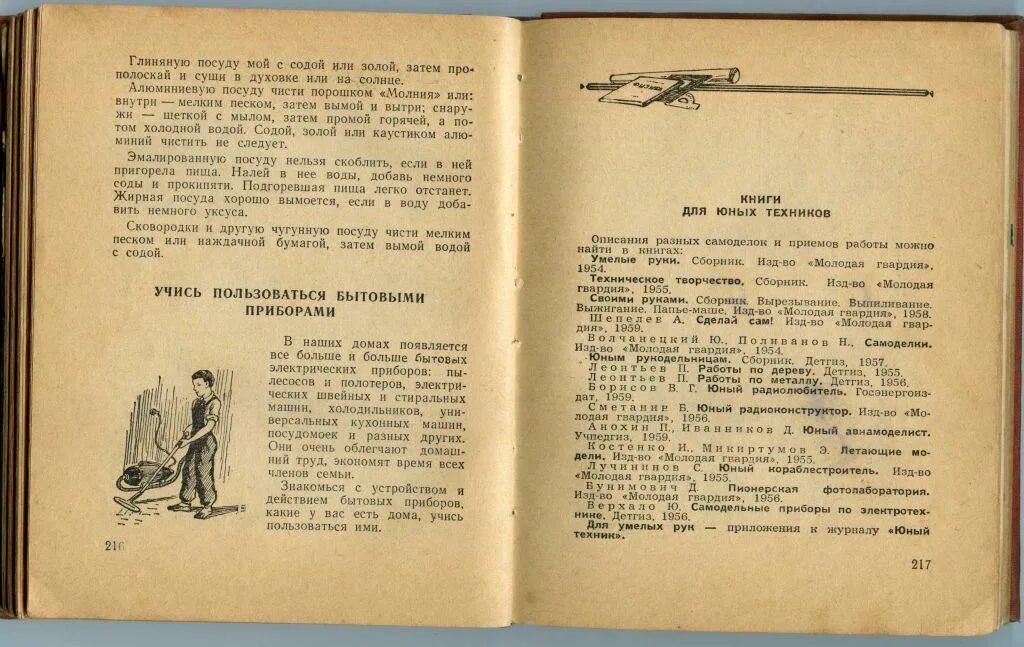 Глиняную посуду мой с содой или золой, затем про-
полоскай и суши в духовке или на солнце.
Алюминиевую посуду чисти порошком «Молния» или:
внутри — мелким песком, затем вымой и вытри; снару-
жи — щеткой с мылом, затем промой горячей, а по-
том холодной водой. Содой, золой или каустиком алю-
миний чистить не следует.
Эмалированную посуду нельзя скоблить, если в ней
пригорела пища. Налей в нее воды, добавь немного
соды и прокипяти. Подгоревшая пища легко отстанет.
Жирная посуда хорошо вымоется, если в воду доба-
вить немного уксуса.
Сковородки и другую чугунную посуду чисти мелким
песком или наждачной бумагой, затем вымой водой
с содой.
УЧИСЬ ПОЛЬЗОВАТЬСЯ БЫТОВЫМИ
ПРИБОРАМИ
В наших домах появляется
все больше и больше бытовых
электрических приборов: пы-
лесосов и полотеров, электри-
ческих швейных и стиральных
машин, холодильников, уни-
версальных кухонных машин,
посудомоек и разных других.
Они очень облегчают домаш-
ний труд, экономят время всех
членов семьи.
Знакомься с устройством и
действием бытовых приборов,
какие у вас есть дома, учись
пользоваться ими.
216
КНИГИ
ДЛЯ ЮНЫХ ТЕХНИКОВ
Описания разных самоделок и приемов работы можно
найти в книгах:
Умелые руки. Сборник. Изд-во «Молодая гвардия»,
1954.
Техническое творчество. Сборник. Изд-во «Молодая
гвардия», 1955.
Своими руками. Сборник. Вырезывание. Выпиливание.
Выжигание. Папье-маше. Изд-во «Молодая гвардия», 1958.
Шепелев А. Сделай сам! Изд-во «Молодая гвар-
дия», 1959.
Волчанецкий Ю., Поливанов Н., Самоделки.
Изд-во «Молодая гвардия», 1954.
Юным рукодельницам. Сборник. Детгиз, 1957.
Леонтьев П. Работы по дереву. Детгиз, 1955.
Леонтьев П. Работы по металлу. Детгиз, 1956.
Борисов В. Г. Юный радиолюбитель. Госэнергоиз-
дат, 1959.
Сметанин Б. Юный радиоконструктор. Изд-во «Мо-
лодая гвардия», 1956.
Анохин П., Иванников Д. Юный авиамоделист.
Учпедгиз, 1959.
Костенко И., Микиртумов Э. Летающие мо-
дели. Изд-во «Молодая гвардия», 1955.
Лучининов С. Юный кораблестроитель. Изд-во
«Молодая гвардия», 1955.
Бунимович Д. Пионерская фотолаборатория.
Изд-во «Молодая гвардия», 1956.
Верхало Ю. Самодельные приборы по электротех-
нике. Детгиз, 1956.
Для умелых рук — приложения к журналу «Юный
техник».
217